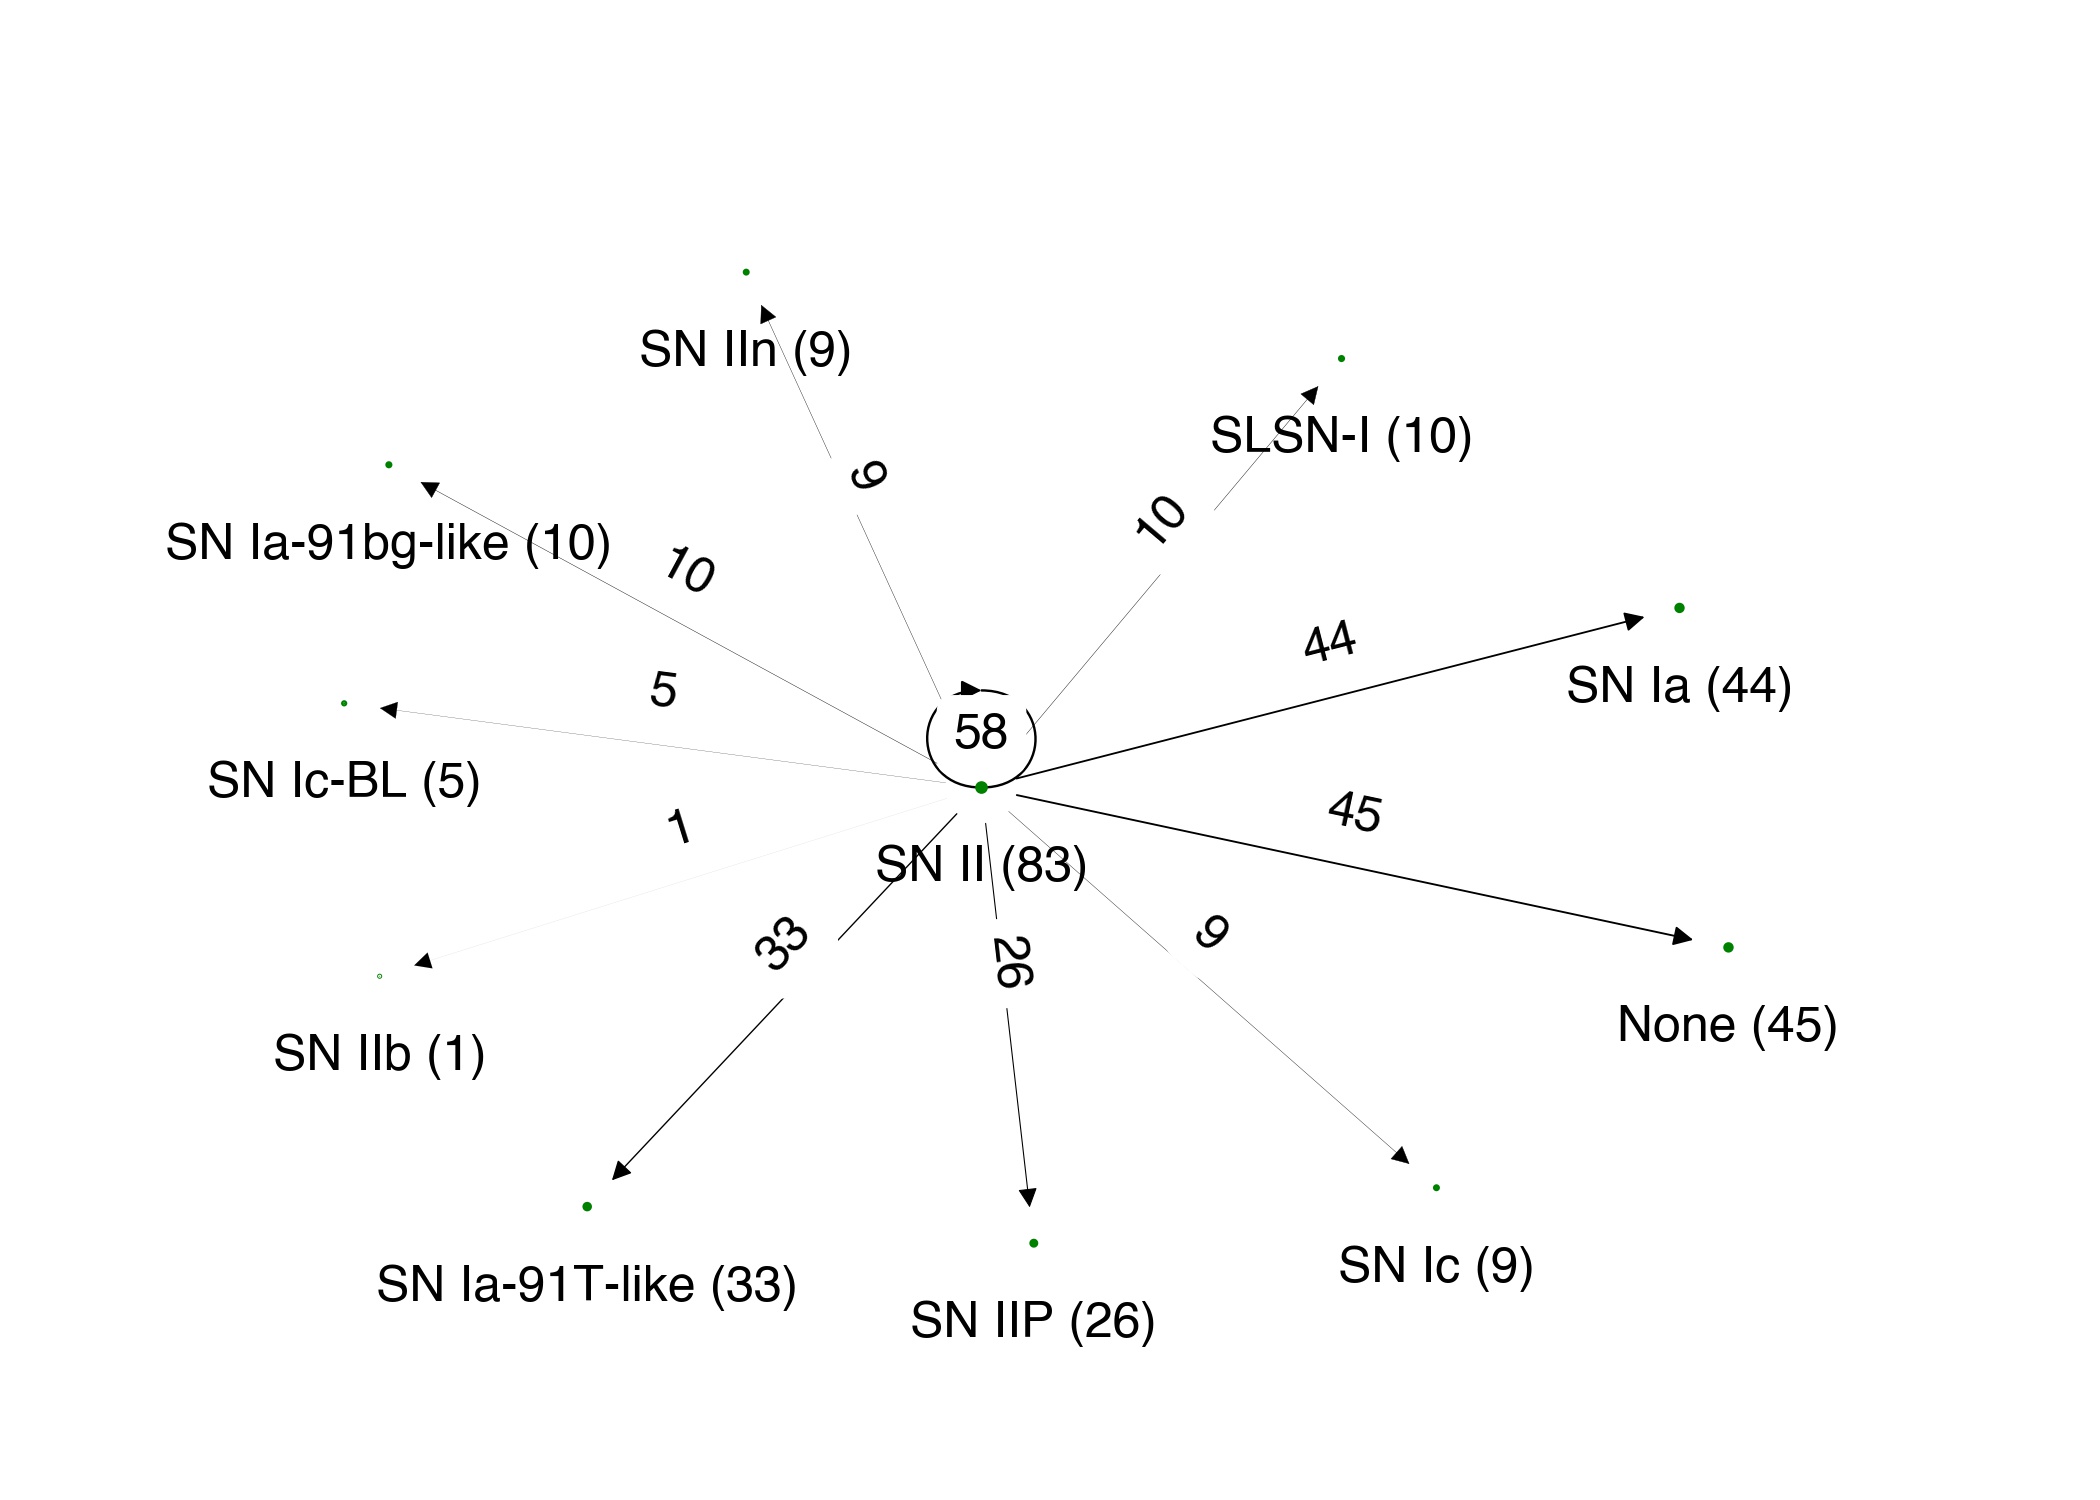 SN IIn (9)
9
SLSN-I (10)
10
SN Ia-91bg-like (10)
10
44
SN Ia (44)
5
58
SN Ic-BL (5)
45
1
SN II (83)
33
26
9
None (45)
SN IIb (1)
SN Ic (9)
SN Ia-91T-like (33)
SN IIP (26)